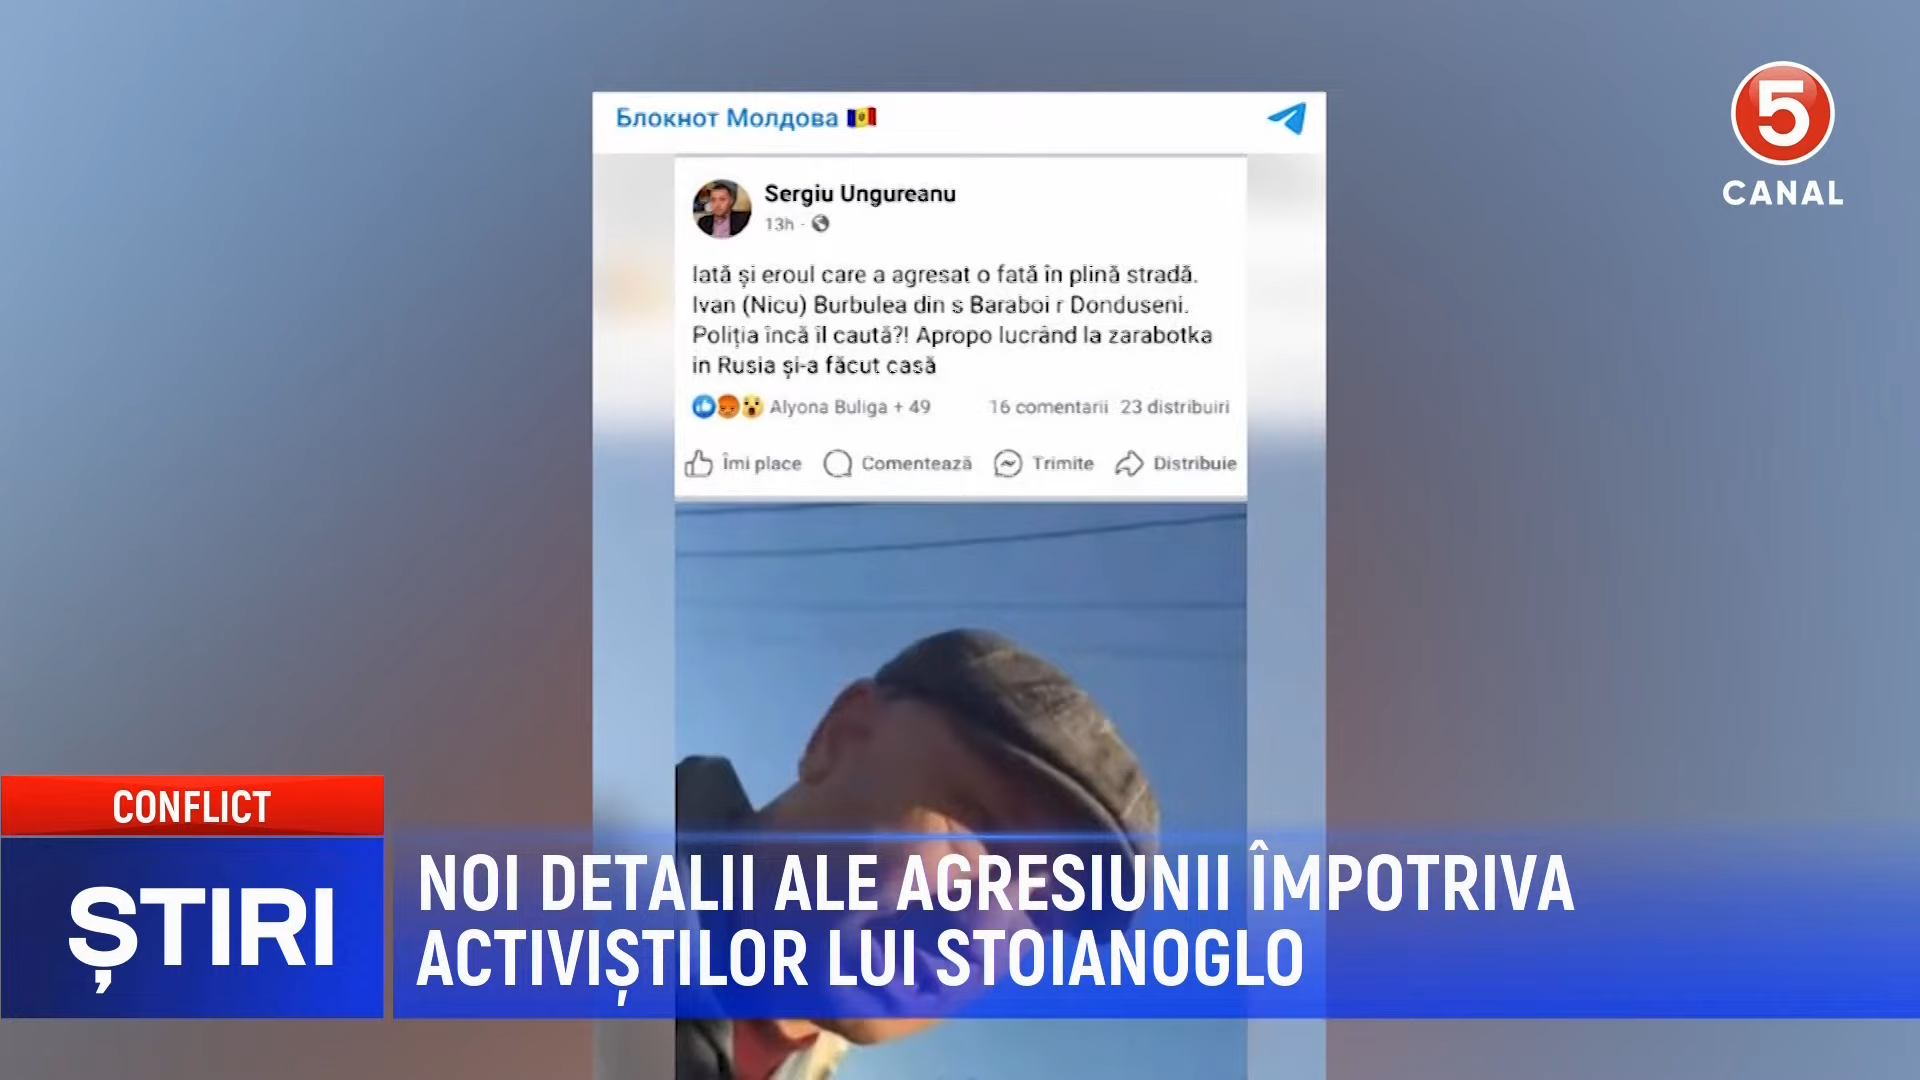 Блокнот Молдова
5
CANAL
Sergiu Ungureanu
13h ·
Iată și eroul care a agresat o fată în plină stradă.
Ivan (Nicu) Burbulea din s Baraboi r Donduseni.
Poliția încă îl caută?! Apropo lucrând la zarabotka
in Rusia și-a făcut casă
Alyona Buliga + 49 16 comentarii 23 distribuiri
Îmi place Comentează Trimite Distribuie
CONFLICT
ȘTIRI
NOI DETALII ALE AGRESIUNII ÎMPOTRIVA
ACTIVIȘTILOR LUI STOIANOGLO